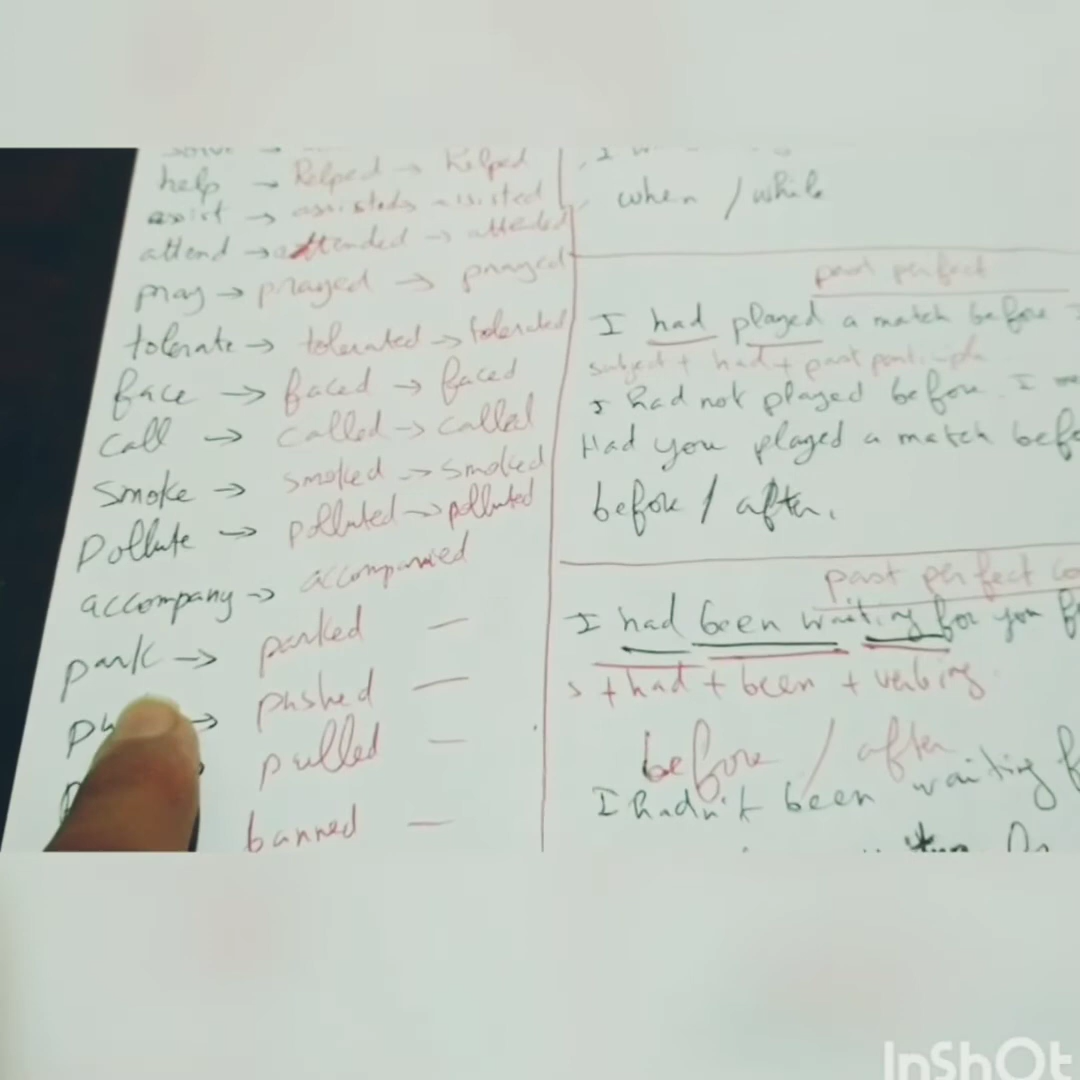 help → helped → helped
assist → assisted → assisted
attend → attended → attended
pray → prayed → prayed
tolerate → tolerated → tolerated
face → faced → faced
call → called → called
smoke → smoked → smoked
pollute → polluted → polluted
accompany → accompanied
park → parked —
→ pushed —
pulled —
banned —
when / while
past perfect
I had played a match before I
subject + had + past participle
I had not played before I
Had you played a match before
before / after.
past perfect co
I had been waiting for you f
s + had + been + verbing
before / after
I hadn't been waiting f
InShOt